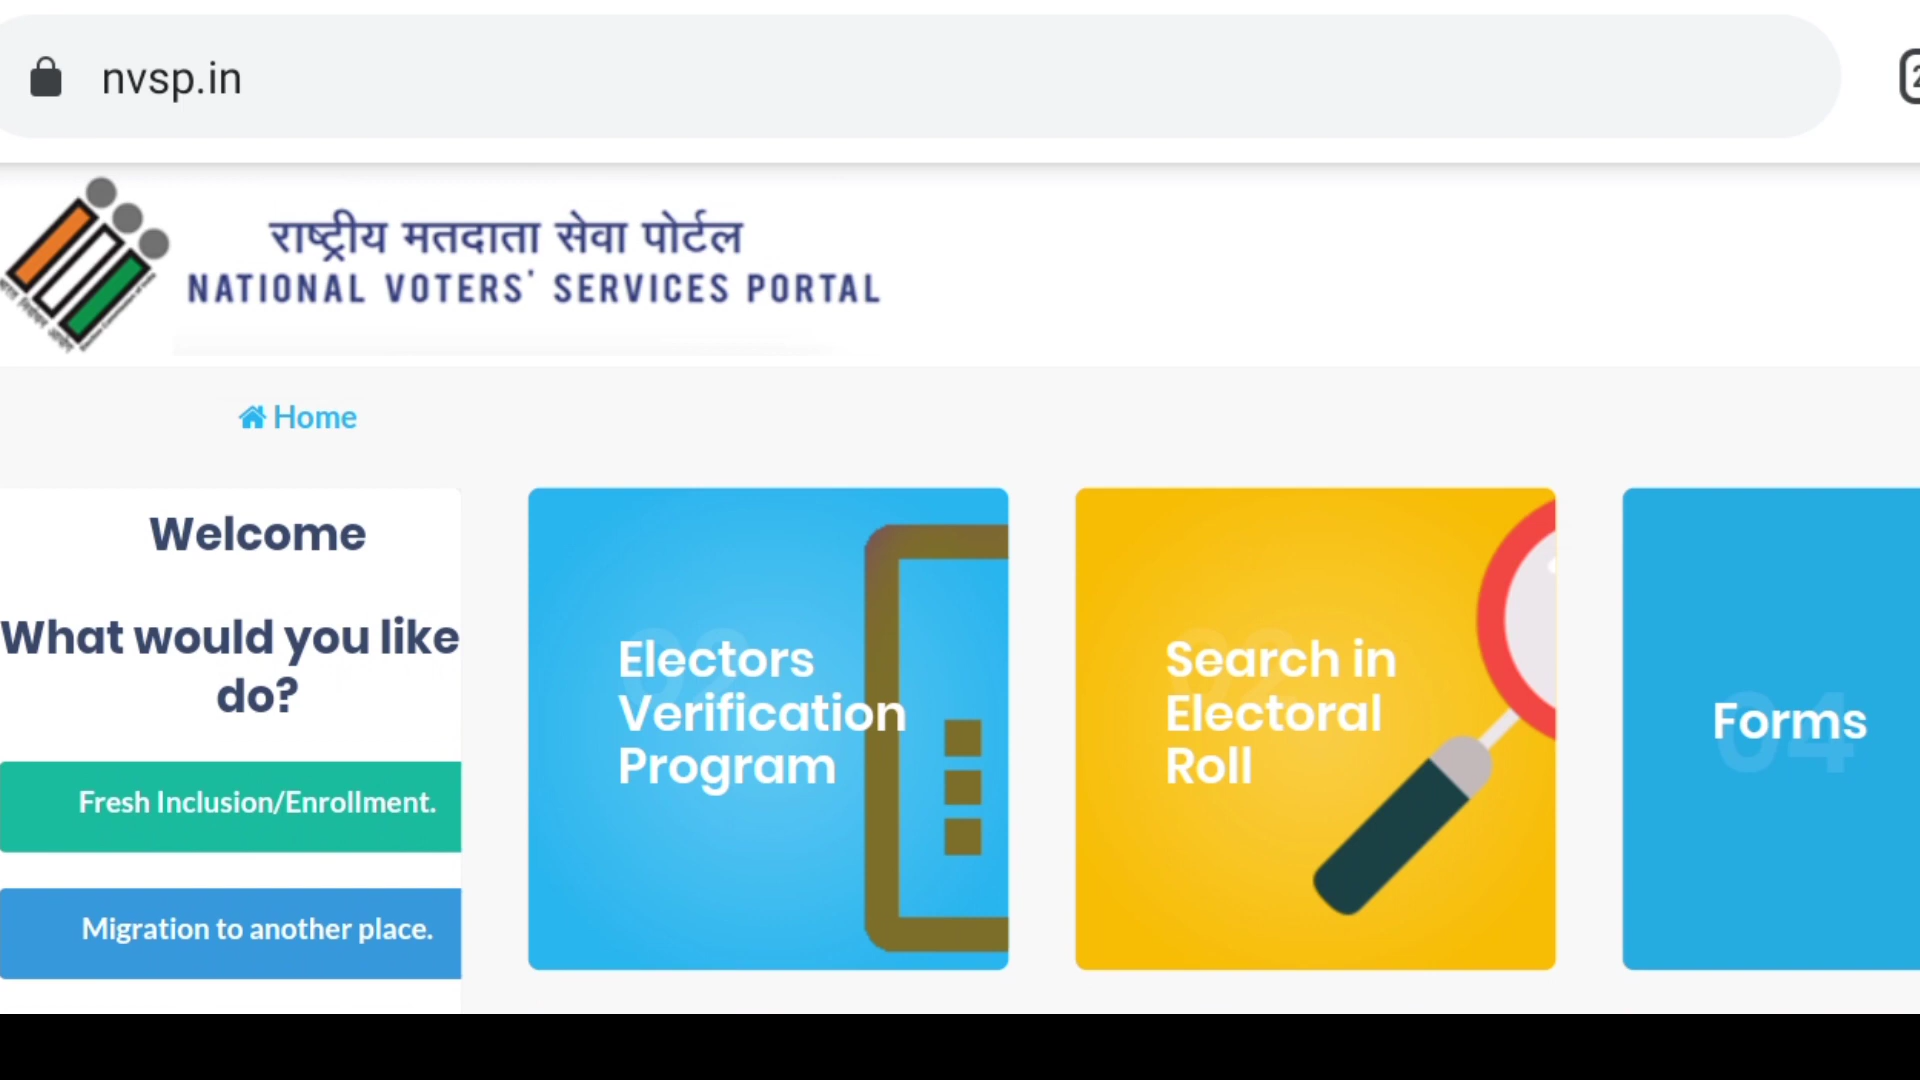 nvsp.in
राष्ट्रीय मतदाता सेवा पोर्टल
NATIONAL VOTERS' SERVICES PORTAL
Home
Welcome
What would you like
do?
Fresh Inclusion/Enrollment.
Migration to another place.
Electors
Verification
Program
Search in
Electoral
Roll
04
Forms